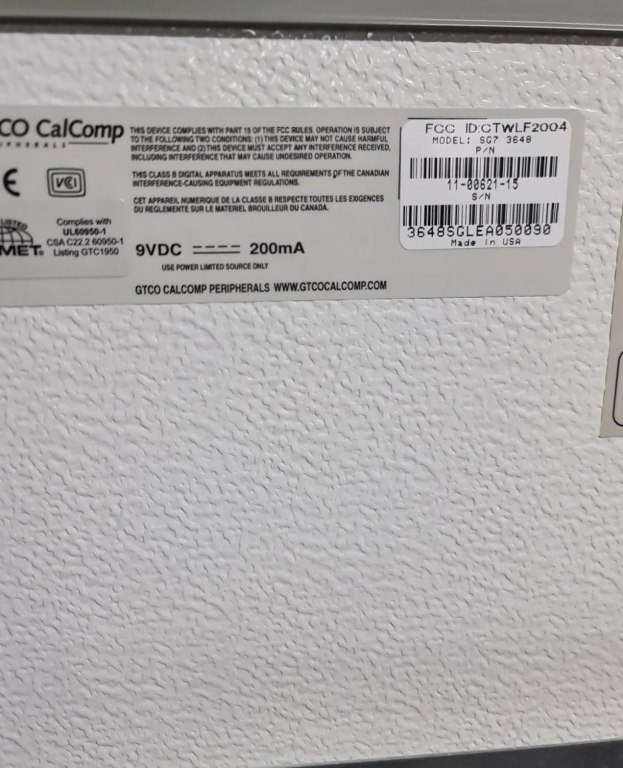 CO CalComp
PHERALS
THIS DEVICE COMPLIES WITH PART 15 OF THE FCC RULES. OPERATION IS SUBJECT
TO THE FOLLOWING TWO CONDITIONS: (1) THIS DEVICE MAY NOT CAUSE HARMFUL
INTERFERENCE AND (2) THIS DEVICE MUST ACCEPT ANY INTERFERENCE RECEIVED,
INCLUDING INTERFERENCE THAT MAY CAUSE UNDESIRED OPERATION.
THIS CLASS B DIGITAL APPARATUS MEETS ALL REQUIREMENTS OF THE CANADIAN
INTERFERENCE-CAUSING EQUIPMENT REGULATIONS.
CET APPAREIL NUMERIQUE DE LA CLASSE B RESPECTE TOUTES LES EXIGENCES
DU REGLEMENTE SUR LE MATERIEL BROUILLEUR DU CANADA.
CE
VCI
LISTED
MET
Complies with
UL60950-1
CSA C22.2 60950-1
Listing GTC1950
9VDC 200mA
USE POWER LIMITED SOURCE ONLY
GTCO CALCOMP PERIPHERALS WWW.GTCOCALCOMP.COM
FCC ID:CTWLF2004
MODEL: SG7 3648
P/N
11-00621-15
S/N
3648SGLEA050090
Made In USA